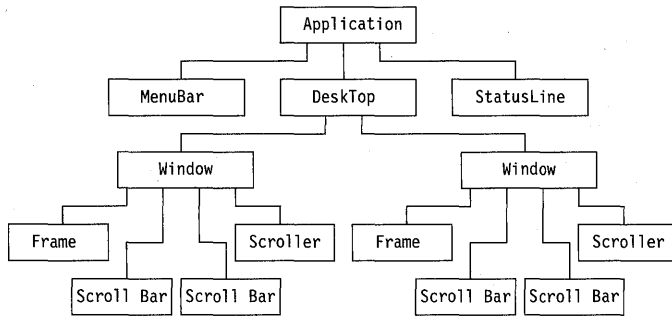 Application
MenuBar DeskTop StatusLine
Window Window
Frame Scroller Frame Scroller
Scroll Bar Scroll Bar Scroll Bar Scroll Bar